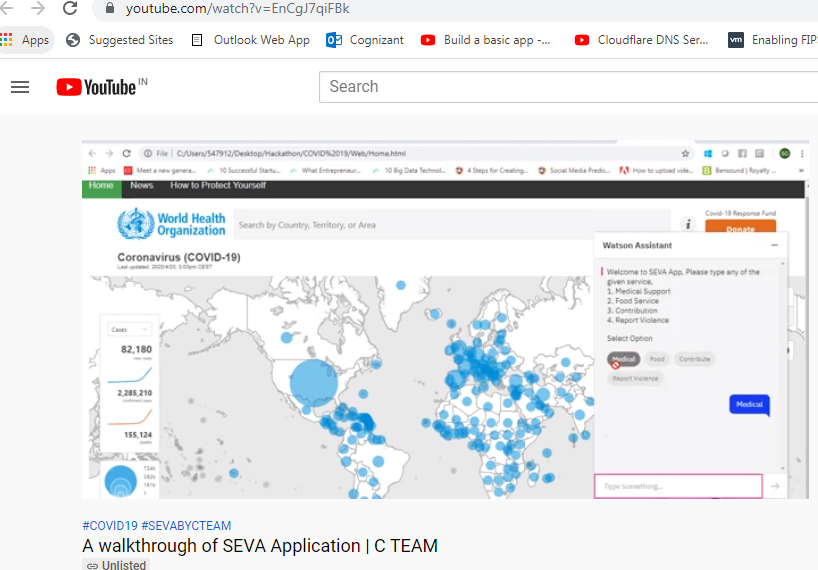 youtube.com/watch?v=EnCgJ7qiFBk
Apps Suggested Sites Outlook Web App Cognizant Build a basic app -... Cloudflare DNS Ser... vm Enabling FIP
YouTube IN
Search
File | C:/Users/547912/Desktop/Hackathon/COVID%2019/Web/Home.html
Apps Meet a new genera... 10 Successful Startu... What Entrepreneur... 10 Big Data Technol... 4 Steps for Creating... Social Media Predic... How to upload vide... Bensound | Royalty ...
Home News How to Protect Yourself
World Health
Organization
Search by Country, Territory, or Area
i
Covid-19 Response Fund
Donate
Coronavirus (COVID-19)
Last updated: 2020/4/20, 3:00pm CEST
Cases
82,180
new cases
2,285,210
confirmed cases
155,124
deaths
Watson Assistant
Welcome to SEVA App. Please type any of the
given service,
1. Medical Support
2. Food Service
3. Contribution
4. Report Violence
Select Option
Medical Food Contribute
Report Violence
Medical
Type something...
#COVID19 #SEVABYCTEAM
A walkthrough of SEVA Application | C TEAM
Unlisted